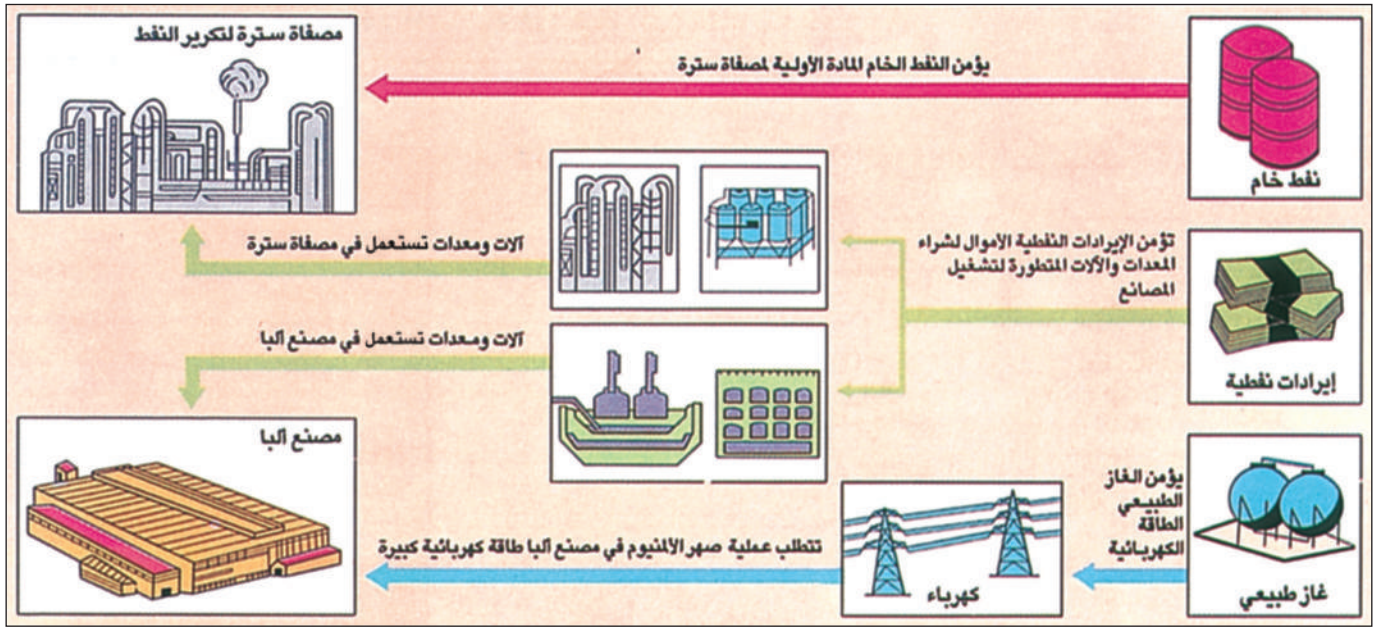 مصفاة سترة لتكرير النفط
يؤمن النفط الخام المادة الأولية لمصفاة سترة
نفط خام
آلات ومعدات تستعمل في مصفاة سترة
تؤمن الإيرادات النفطية الأموال لشراء
المعدات والآلات المتطورة لتشغيل
المصانع
إيرادات نفطية
آلات ومعدات تستعمل في مصنع ألبا
مصنع ألبا
يؤمن الغاز
الطبيعي
الطاقة
الكهربائية
تتطلب عملية صهر الألمنيوم في مصنع ألبا طاقة كهربائية كبيرة
كهرباء
غاز طبيعي